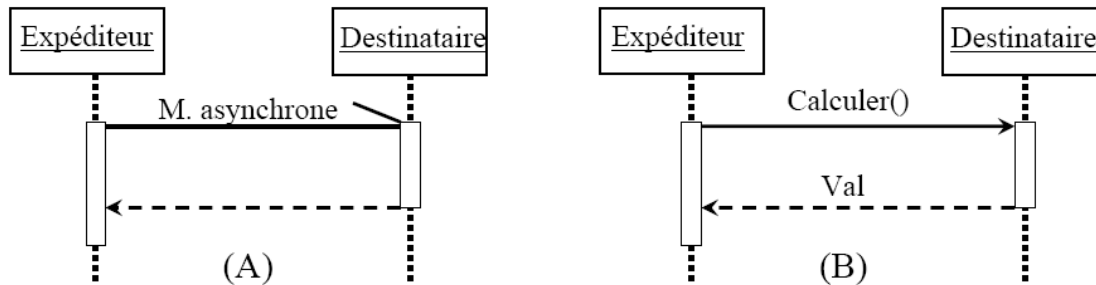 Expéditeur
Destinataire
M. asynchrone
(A)
Expéditeur
Destinataire
Calculer()
Val
(B)